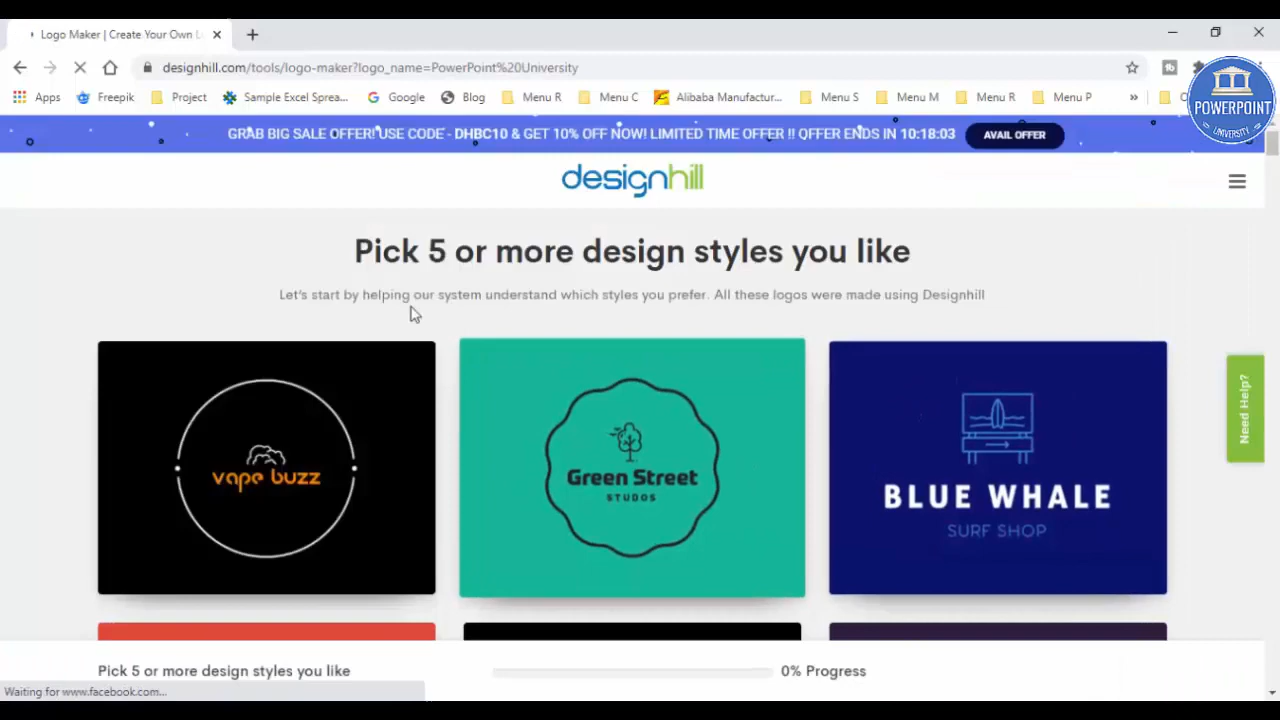 Logo Maker | Create Your Own L
designhill.com/tools/logo-maker?logo_name=PowerPoint%20University
Apps Freepik Project Sample Excel Sprea... Google Blog Menu R Menu C Alibaba Manufactur... Menu S Menu M Menu R Menu P »
POWERPOINT
UNIVERSITY
GRAB BIG SALE OFFER! USE CODE - DHBC10 & GET 10% OFF NOW! LIMITED TIME OFFER !! OFFER ENDS IN 10:18:03 AVAIL OFFER
designhill
Pick 5 or more design styles you like
Let's start by helping our system understand which styles you prefer. All these logos were made using Designhill
Need Help?
vape buzz
Green Street
STUDOS
BLUE WHALE
SURF SHOP
Pick 5 or more design styles you like 0% Progress
Waiting for www.facebook.com...